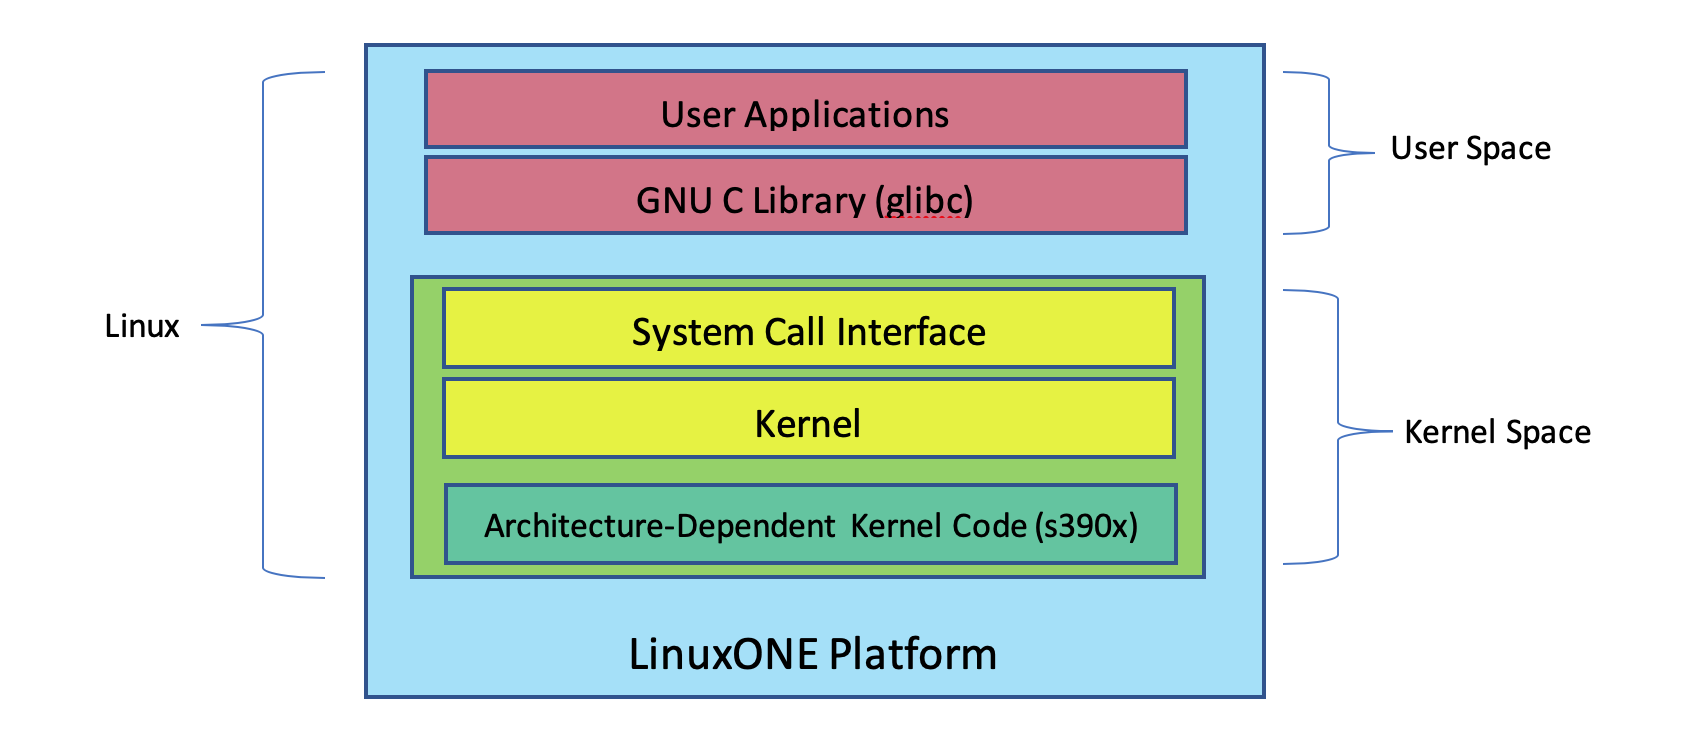 User Applications
GNU C Library (glibc)
User Space
System Call Interface
Linux
Kernel
Kernel Space
Architecture-Dependent Kernel Code (s390x)
LinuxONE Platform